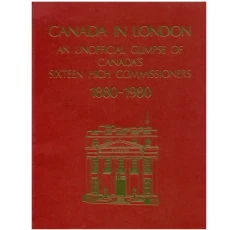 CANADA IN LONDON
AN UNOFFICIAL GLIMPSE OF
CANADA'S
SIXTEEN HIGH COMMISSIONERS
1880-1980